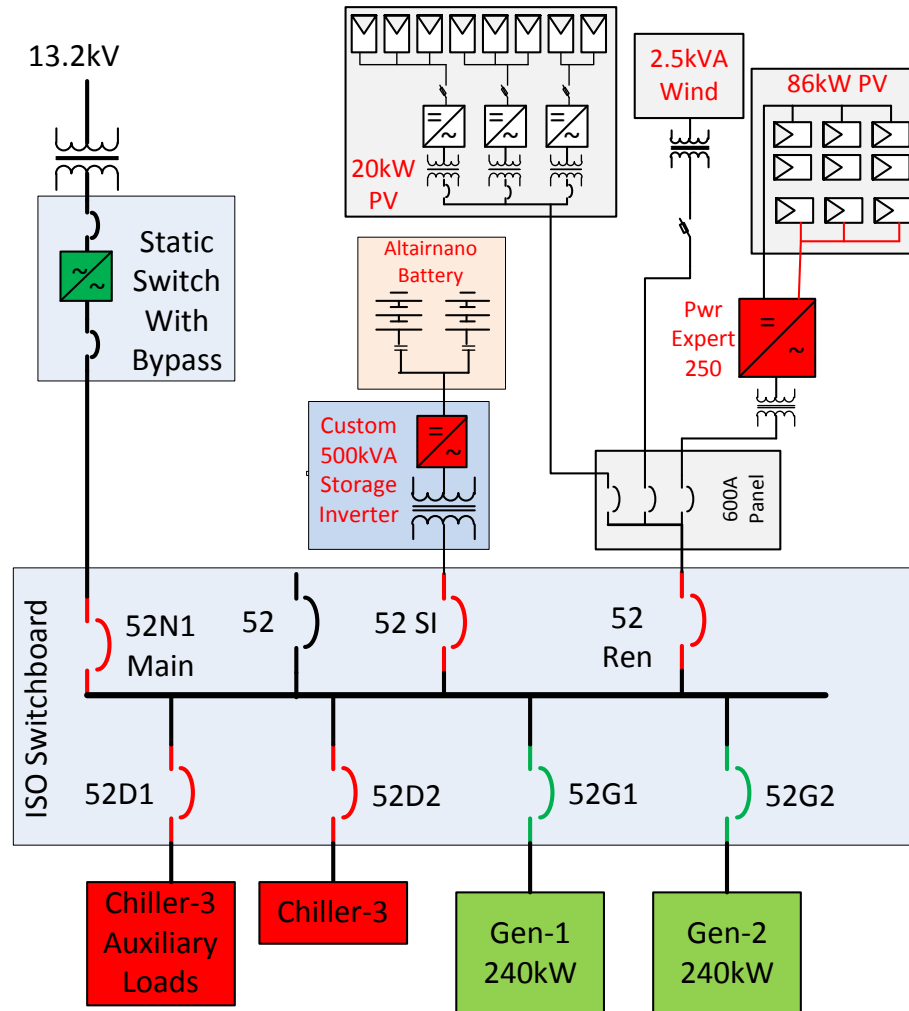 13.2kV
Static
Switch
With
Bypass
20kW
PV
2.5kVA
Wind
86kW PV
Altairnano
Battery
Pwr
Expert
250
Custom
500kVA
Storage
Inverter
600A
Panel
ISO Switchboard
52N1
Main
52
52 SI
52
Ren
52D1
52D2
52G1
52G2
Chiller-3
Auxiliary
Loads
Chiller-3
Gen-1
240kW
Gen-2
240kW